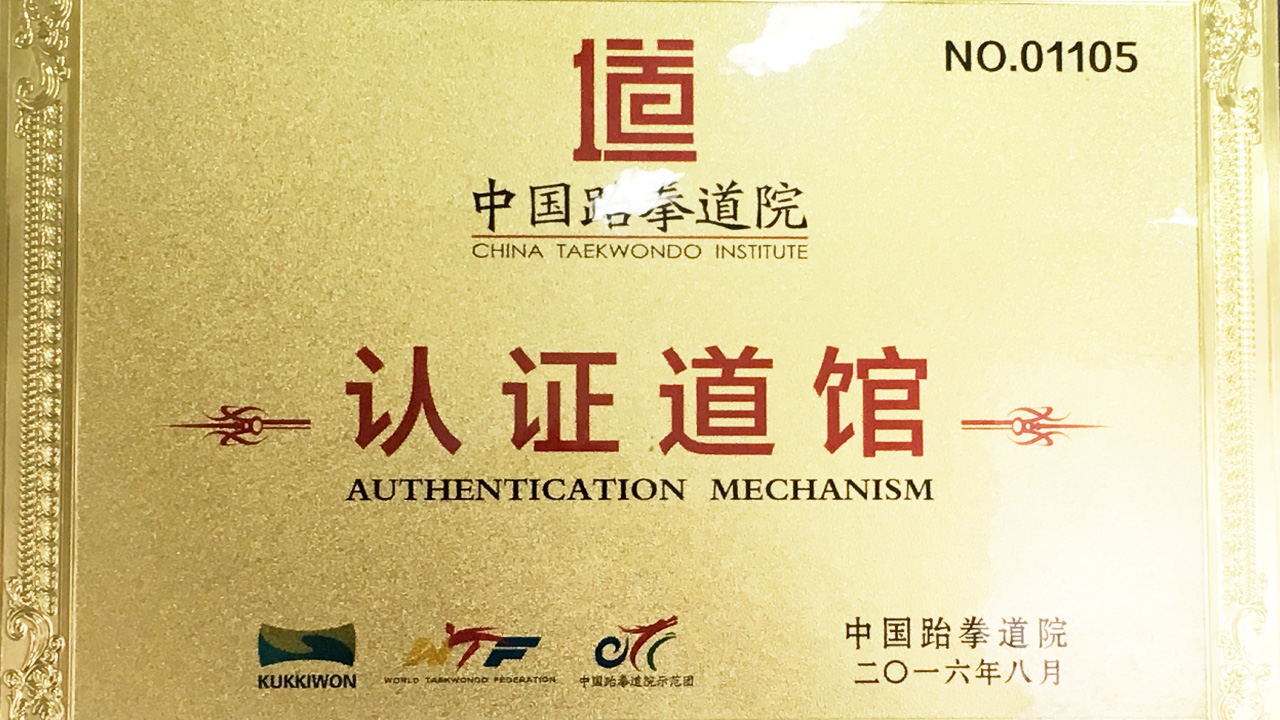 NO.01105
中国跆拳道院
CHINA TAEKWONDO INSTITUTE
认证道馆
AUTHENTICATION MECHANISM
KUKKIWON
WTF
WORLD TAEKWONDO FEDERATION
中国跆拳道院示范团
中国跆拳道院
二〇一六年八月